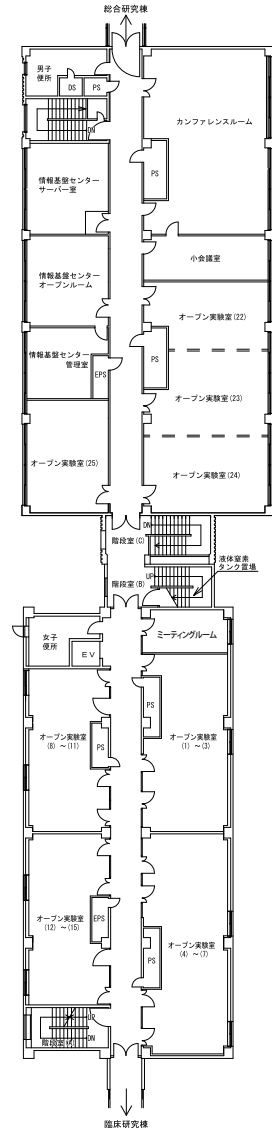 総合研究棟
男子
便所
DS
PS
DN
カンファレンスルーム
PS
情報基盤センター
サーバー室
小会議室
情報基盤センター
オープンルーム
オープン実験室(22)
情報基盤センター
管理室
EPS
PS
オープン実験室(23)
オープン実験室(25)
オープン実験室(24)
DN
階段室(C)
液体窒素
タンク置場
UP
階段室(B)
女子
便所
EV
ミーティングルーム
PS
オープン実験室
(8)～(11)
PS
オープン実験室
(1)～(3)
オープン実験室
(12)～(15)
EPS
オープン実験室
(4)～(7)
PS
UP
階段室
DN
臨床研究棟